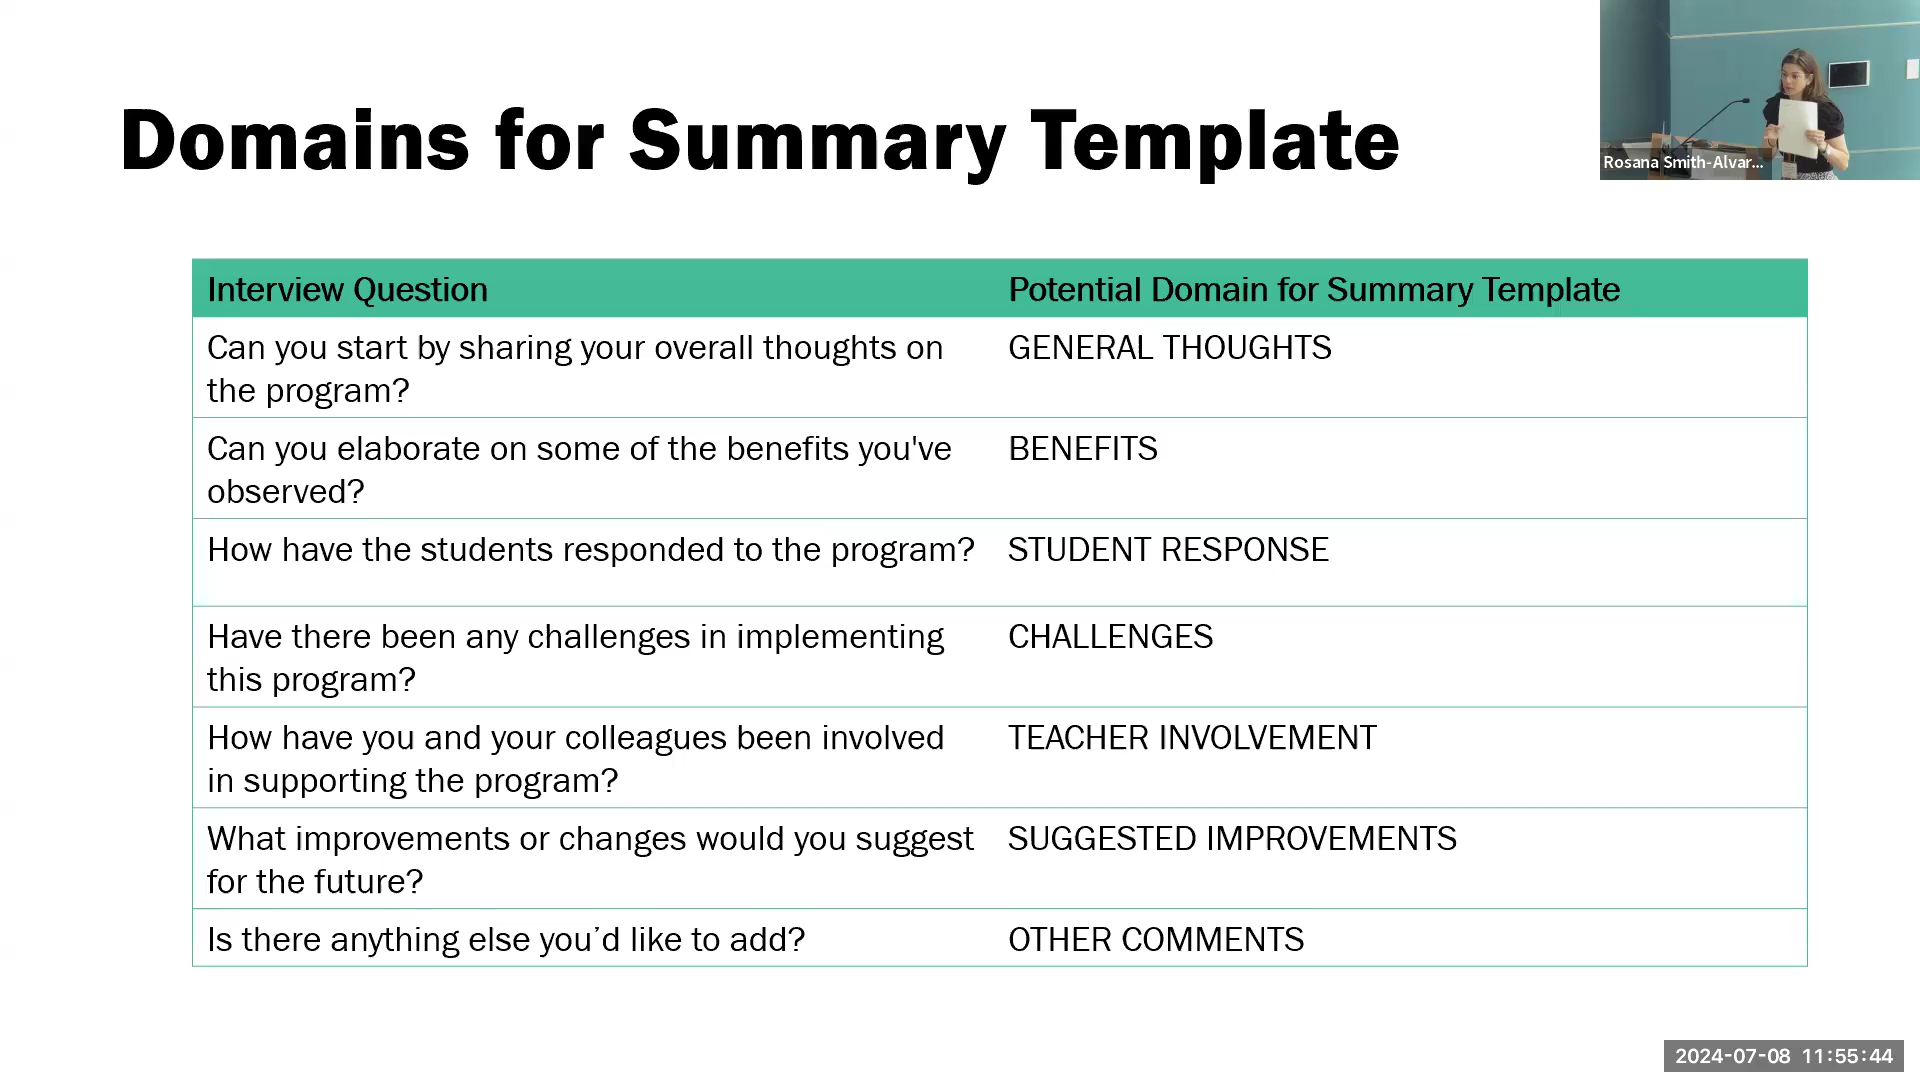 Domains for Summary Template
Rosana Smith-Alvar...
Interview Question
Potential Domain for Summary Template
Can you start by sharing your overall thoughts on
the program?
GENERAL THOUGHTS
Can you elaborate on some of the benefits you've
observed?
BENEFITS
How have the students responded to the program?
STUDENT RESPONSE
Have there been any challenges in implementing
this program?
CHALLENGES
How have you and your colleagues been involved
in supporting the program?
TEACHER INVOLVEMENT
What improvements or changes would you suggest
for the future?
SUGGESTED IMPROVEMENTS
Is there anything else you’d like to add?
OTHER COMMENTS
2024-07-08 11:55:44